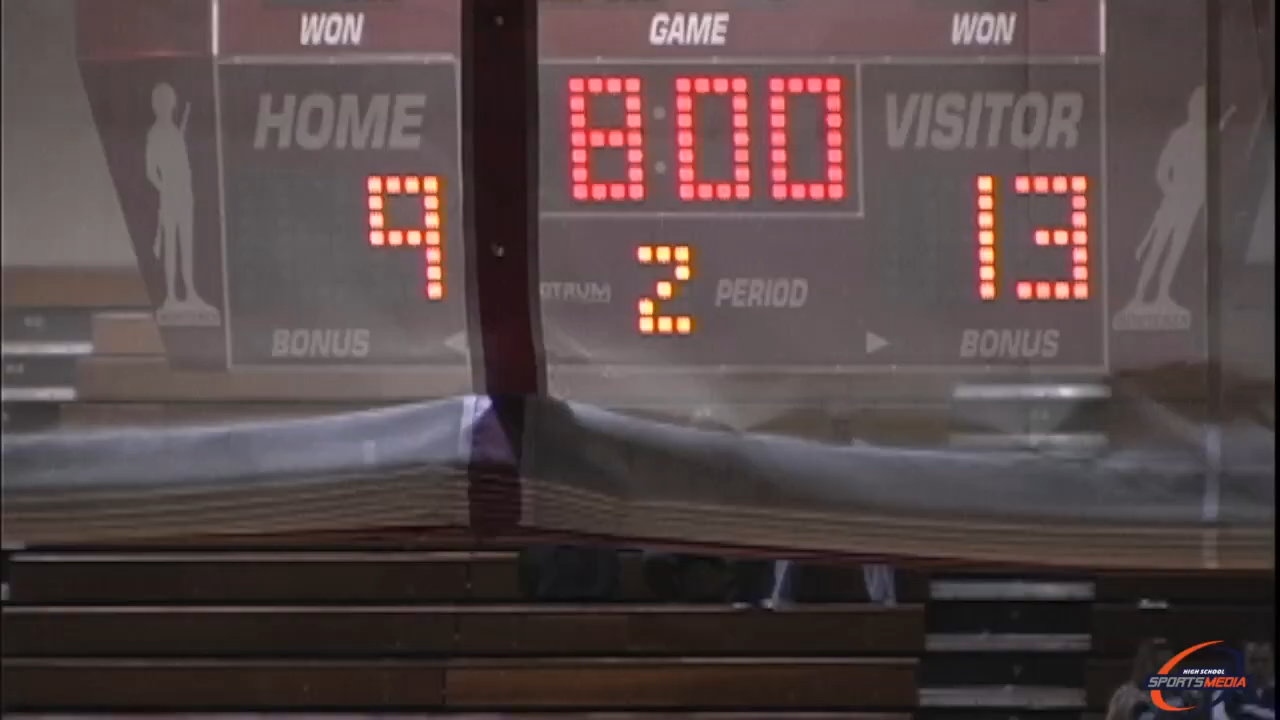 WON GAME WON
HOME 8:00 VISITOR
9 13
2 PERIOD
BONUS BONUS
HIGH SCHOOL
SPORTSMEDIA